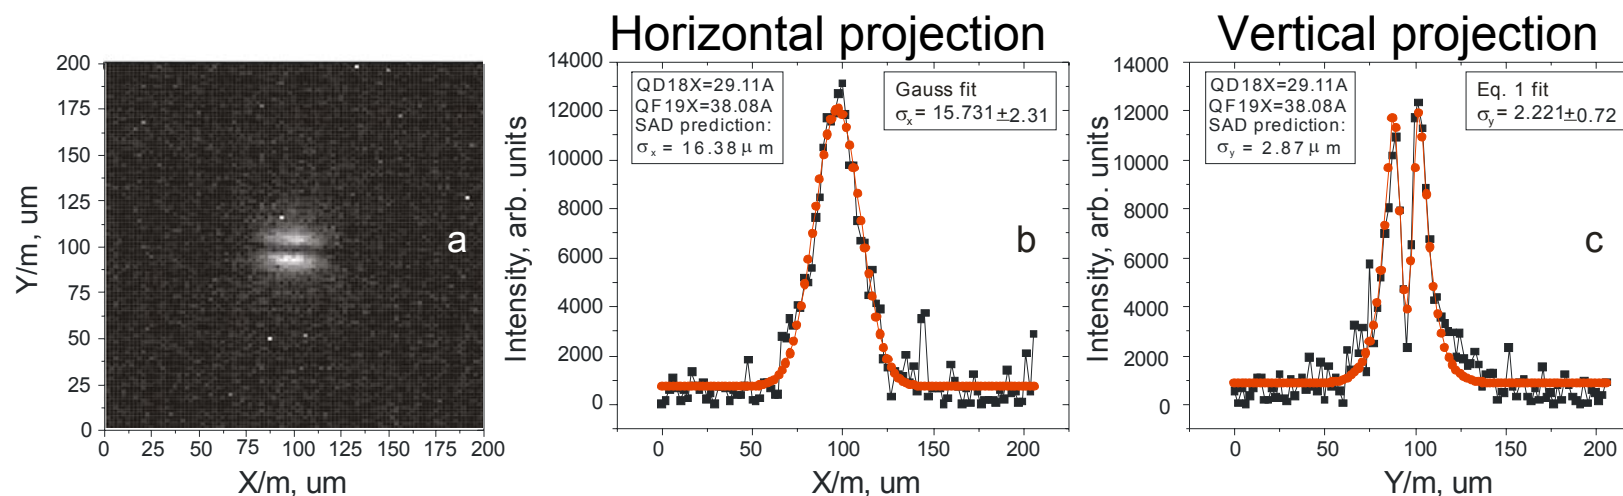 Horizontal projection
Vertical projection
200
175
150
125
100
75
50
25
0
Y/m, um
a
0
25
50
75
100
125
150
175
200
X/m, um
14000
12000
10000
8000
6000
4000
2000
0
Intensity, arb. units
QD18X=29.11A
QF19X=38.08A
SAD prediction:
σx = 16.38 μ m
Gauss fit
σx= 15.731 ±2.31
b
0
50
100
150
200
X/m, um
14000
12000
10000
8000
6000
4000
2000
0
Intensity, arb. units
QD18X=29.11A
QF19X=38.08A
SAD prediction:
σy = 2.87 μ m
Eq. 1 fit
σy= 2.221±0.72
c
0
50
100
150
200
Y/m, um